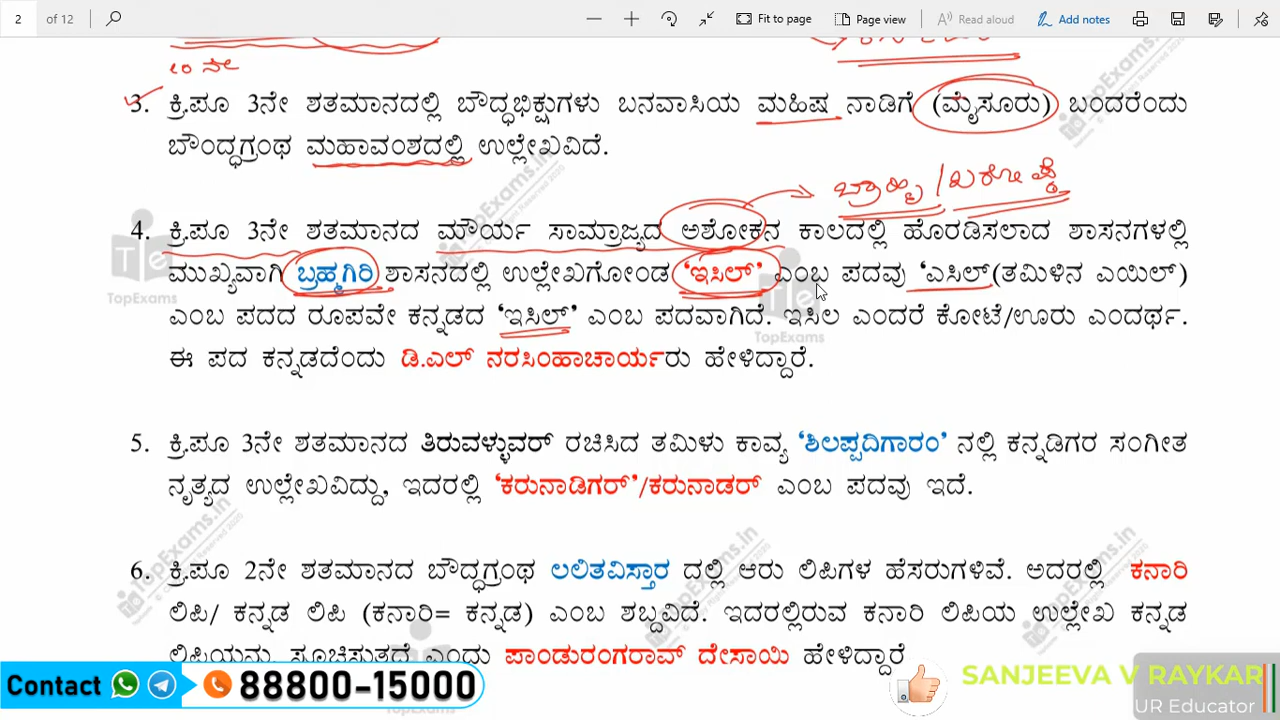 2 of 12 Fit to page Page view Read aloud Add notes
೧೦ ನೇ
3. ಕ್ರಿ.ಪೂ 3ನೇ ಶತಮಾನದಲ್ಲಿ ಬೌದ್ಧಭಿಕ್ಷುಗಳು ಬನವಾಸಿಯ ಮಹಿಷ ನಾಡಿಗೆ (ಮೈಸೂರು) ಬಂದರೆಂದು
ಬೌಂದ್ಧಗ್ರಂಥ ಮಹಾವಂಶದಲ್ಲಿ ಉಲ್ಲೇಖವಿದೆ.
ಬ್ರಾಹ್ಮಿ/ಖರೋಷ್ಠಿ
4. ಕ್ರಿ.ಪೂ 3ನೇ ಶತಮಾನದ ಮೌರ್ಯ ಸಾಮ್ರಾಜ್ಯದ ಅಶೋಕನ ಕಾಲದಲ್ಲಿ ಹೊರಡಿಸಲಾದ ಶಾಸನಗಳಲ್ಲಿ
ಮುಖ್ಯವಾಗಿ ಬ್ರಹ್ಮಗಿರಿ ಶಾಸನದಲ್ಲಿ ಉಲ್ಲೇಖಗೋಂಡ ‘ಇಸಿಲ್’ ಎಂಬ ಪದವು ‘ಎಸಿಲ್(ತಮಿಳಿನ ಎಯಿಲ್)
ಎಂಬ ಪದದ ರೂಪವೇ ಕನ್ನಡದ ‘ಇಸಿಲ್’ ಎಂಬ ಪದವಾಗಿದೆ. ಇಸಿಲ ಎಂದರೆ ಕೋಟೆ/ಊರು ಎಂದರ್ಥ.
ಈ ಪದ ಕನ್ನಡದೆಂದು ಡಿ.ಎಲ್ ನರಸಿಂಹಾಚಾರ್ಯರು ಹೇಳಿದ್ದಾರೆ.
5. ಕ್ರಿ.ಪೂ 3ನೇ ಶತಮಾನದ ತಿರುವಳ್ಳುವರ್ ರಚಿಸಿದ ತಮಿಳು ಕಾವ್ಯ ‘ಶಿಲಪ್ಪದಿಗಾರಂ’ ನಲ್ಲಿ ಕನ್ನಡಿಗರ ಸಂಗೀತ
ನೃತ್ಯದ ಉಲ್ಲೇಖವಿದ್ದು, ಇದರಲ್ಲಿ ‘ಕರುನಾಡಿಗರ್’/ಕರುನಾಡರ್ ಎಂಬ ಪದವು ಇದೆ.
6. ಕ್ರಿ.ಪೂ 2ನೇ ಶತಮಾನದ ಬೌದ್ಧಗ್ರಂಥ ಲಲಿತವಿಸ್ತಾರ ದಲ್ಲಿ ಆರು ಲಿಪಿಗಳ ಹೆಸರುಗಳಿವೆ. ಅದರಲ್ಲಿ ಕನಾರಿ
ಲಿಪಿ/ ಕನ್ನಡ ಲಿಪಿ (ಕನಾರಿ= ಕನ್ನಡ) ಎಂಬ ಶಬ್ದವಿದೆ. ಇದರಲ್ಲಿರುವ ಕನಾರಿ ಲಿಪಿಯ ಉಲ್ಲೇಖ ಕನ್ನಡ
ಲಿಪಿಯನ್ನು ಸೂಚಿಸುತ್ತದೆ ಎಂದು ಪಾಂಡುರಂಗರಾವ್ ದೇಸಾಯಿ ಹೇಳಿದ್ದಾರೆ
Contact 88800-15000
SANJEEVA V RAYKAR
UR Educator